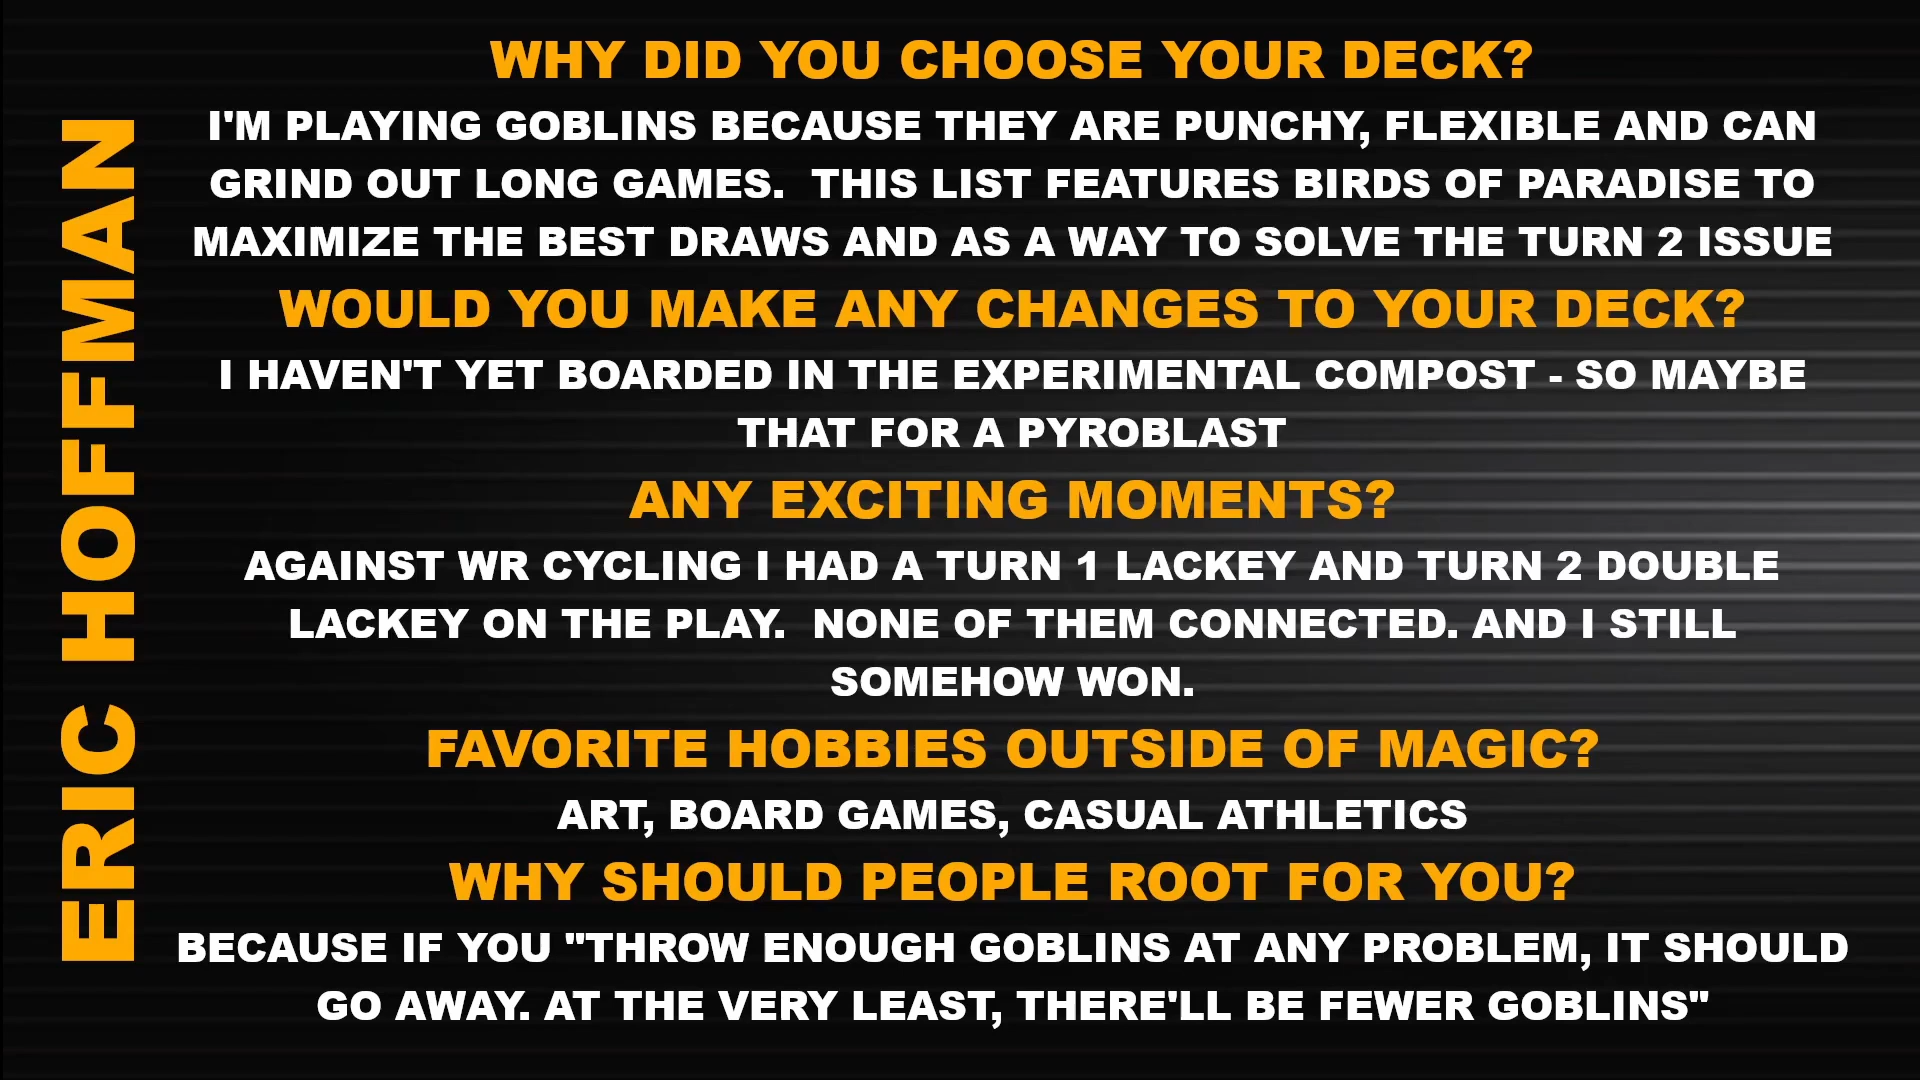 ERIC HOFFMAN
WHY DID YOU CHOOSE YOUR DECK?
I'M PLAYING GOBLINS BECAUSE THEY ARE PUNCHY, FLEXIBLE AND CAN
GRIND OUT LONG GAMES.  THIS LIST FEATURES BIRDS OF PARADISE TO
MAXIMIZE THE BEST DRAWS AND AS A WAY TO SOLVE THE TURN 2 ISSUE
WOULD YOU MAKE ANY CHANGES TO YOUR DECK?
I HAVEN'T YET BOARDED IN THE EXPERIMENTAL COMPOST - SO MAYBE
THAT FOR A PYROBLAST
ANY EXCITING MOMENTS?
AGAINST WR CYCLING I HAD A TURN 1 LACKEY AND TURN 2 DOUBLE
LACKEY ON THE PLAY.  NONE OF THEM CONNECTED. AND I STILL
SOMEHOW WON.
FAVORITE HOBBIES OUTSIDE OF MAGIC?
ART, BOARD GAMES, CASUAL ATHLETICS
WHY SHOULD PEOPLE ROOT FOR YOU?
BECAUSE IF YOU "THROW ENOUGH GOBLINS AT ANY PROBLEM, IT SHOULD
GO AWAY. AT THE VERY LEAST, THERE'LL BE FEWER GOBLINS"